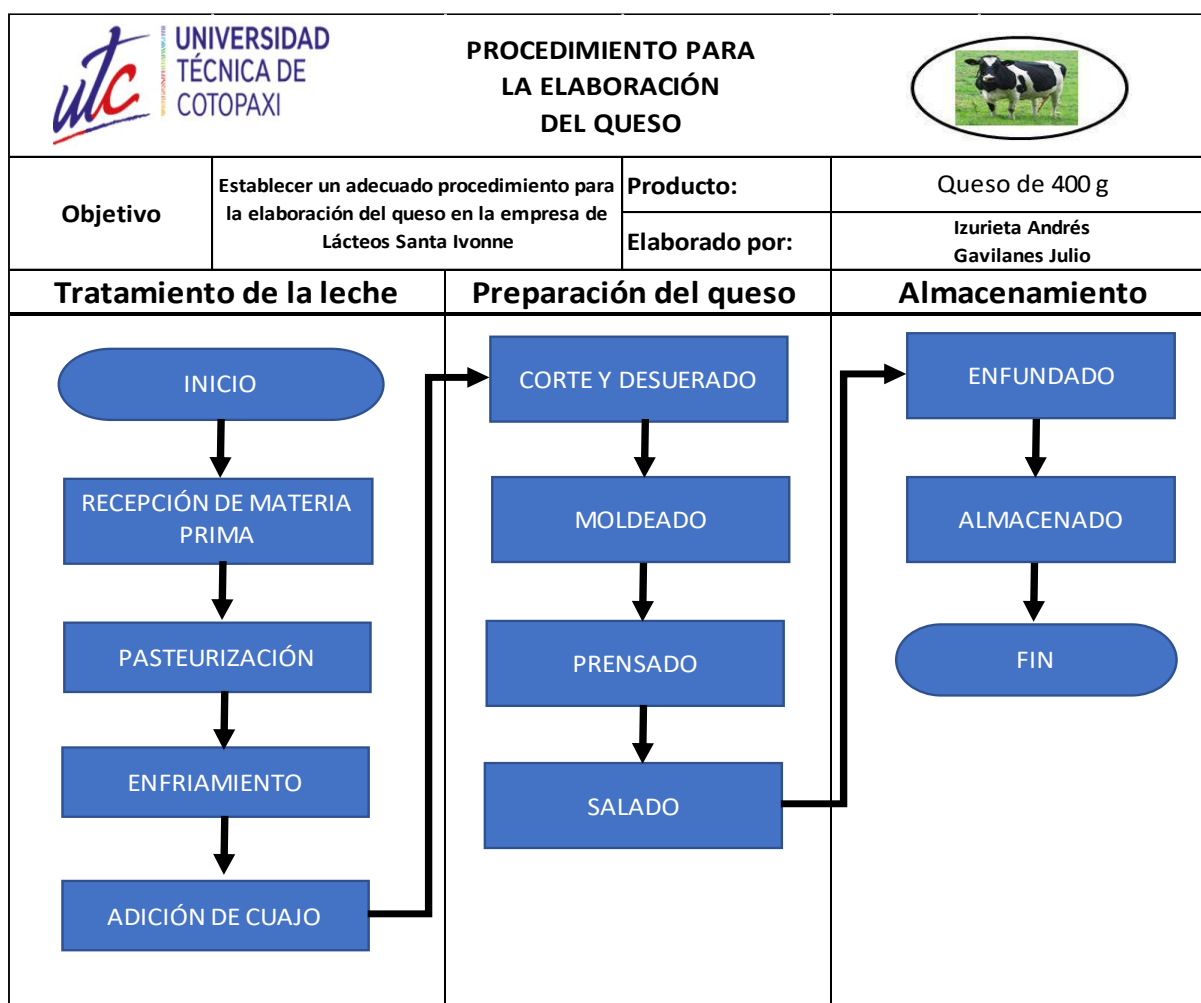 utc
UNIVERSIDAD
TÉCNICA DE
COTOPAXI
PROCEDIMIENTO PARA
LA ELABORACIÓN
DEL QUESO
Objetivo
Establecer un adecuado procedimiento para
la elaboración del queso en la empresa de
Lácteos Santa Ivonne
Producto:
Queso de 400 g
Elaborado por:
Izurieta Andrés
Gavilanes Julio
Tratamiento de la leche
Preparación del queso
Almacenamiento
INICIO
RECEPCIÓN DE MATERIA
PRIMA
PASTEURIZACIÓN
ENFRIAMIENTO
ADICIÓN DE CUAJO
CORTE Y DESUERADO
MOLDEADO
PRENSADO
SALADO
ENFUNDADO
ALMACENADO
FIN